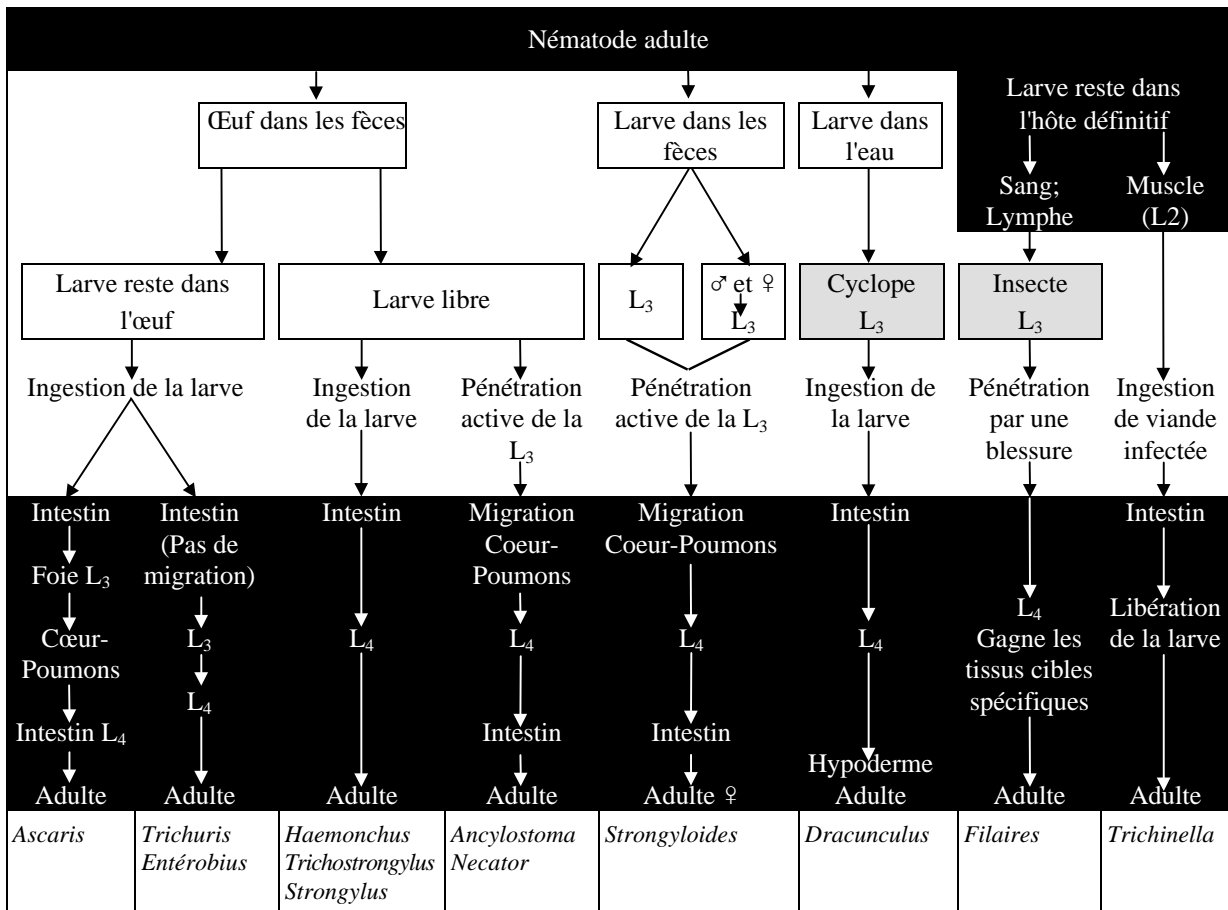 Nématode adulte
Œuf dans les fèces
Larve dans les
fèces
Larve dans
l'eau
Larve reste dans
l'hôte définitif
Sang;
Lymphe
Muscle
(L2)
Larve reste dans
l'œuf
Larve libre
L3
♂ et ♀
L3
Cyclope
L3
Insecte
L3
Ingestion de la larve
Ingestion
de la larve
Pénétration
active de la
L3
Pénétration
active de la L3
Ingestion de
la larve
Pénétration
par une
blessure
Ingestion
de viande
infectée
Intestin
Foie L3
Cœur-
Poumons
Intestin L4
Adulte
Intestin
(Pas de
migration)
L3
L4
Adulte
Intestin
L4
Adulte
Migration
Coeur-
Poumons
L4
Intestin
Adulte
Migration
Coeur-Poumons
L4
Intestin
Adulte ♀
Intestin
L4
Hypoderme
Adulte
L4
Gagne les
tissus cibles
spécifiques
Adulte
Intestin
Libération
de la larve
Adulte
Ascaris
Trichuris
Entérobius
Haemonchus
Trichostrongylus
Strongylus
Ancylostoma
Necator
Strongyloides
Dracunculus
Filaires
Trichinella